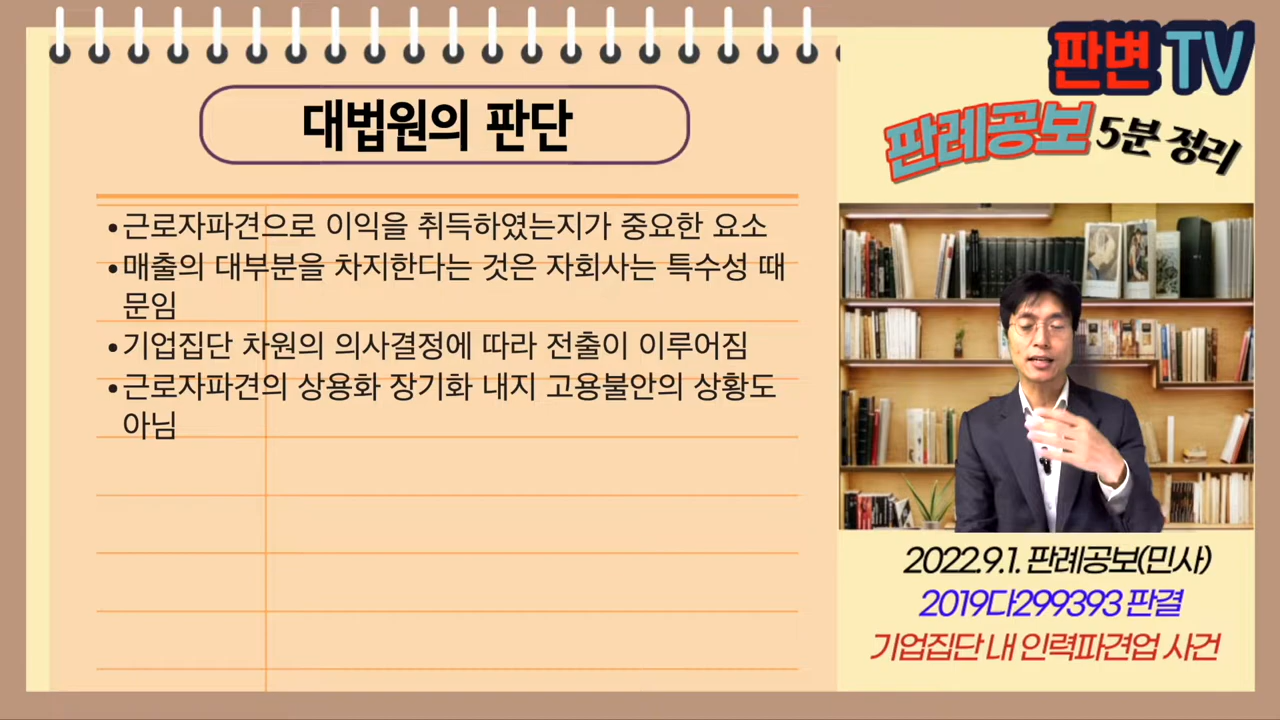 대법원의 판단
•근로자파견으로 이익을 취득하였는지가 중요한 요소
•매출의 대부분을 차지한다는 것은 자회사는 특수성 때
문임
•기업집단 차원의 의사결정에 따라 전출이 이루어짐
•근로자파견의 상용화 장기화 내지 고용불안의 상황도
아님
판변 TV
판례공보 5분 정리
2022.9.1. 판례공보(민사)
2019다299393 판결
기업집단 내 인력파견업 사건